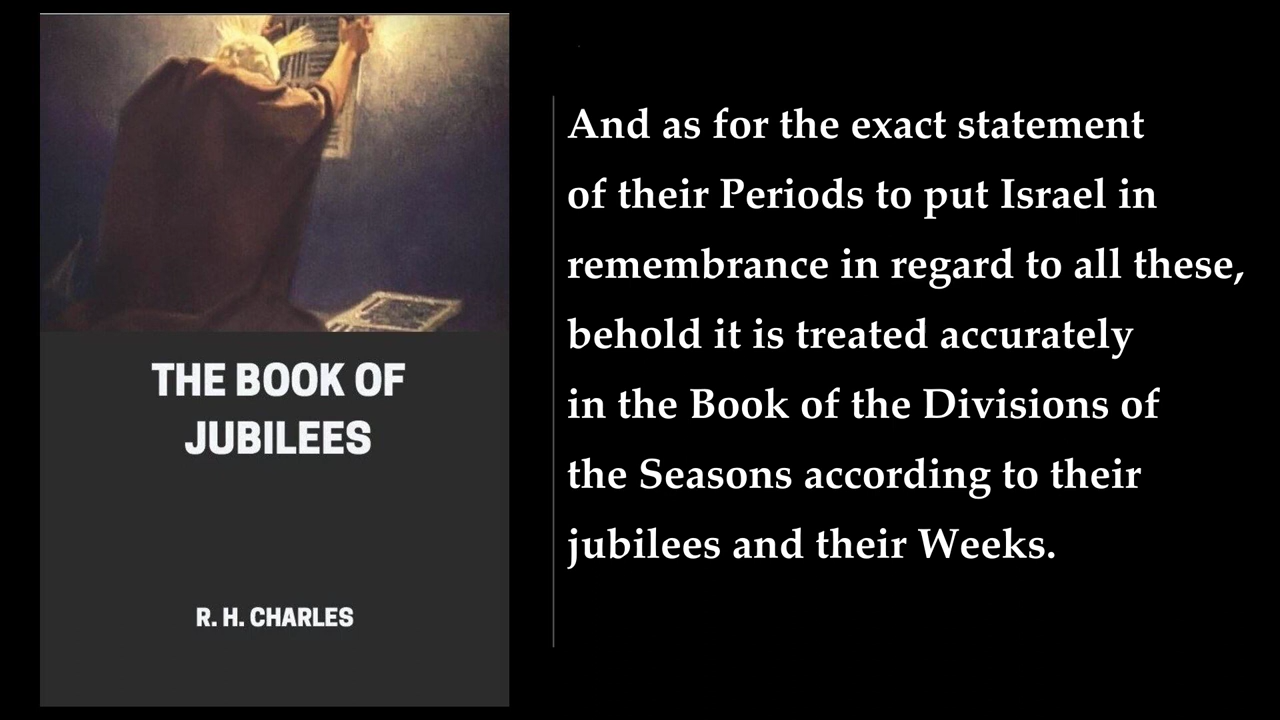 THE BOOK OF
JUBILEES
R. H. CHARLES
And as for the exact statement
of their Periods to put Israel in
remembrance in regard to all these,
behold it is treated accurately
in the Book of the Divisions of
the Seasons according to their
jubilees and their Weeks.